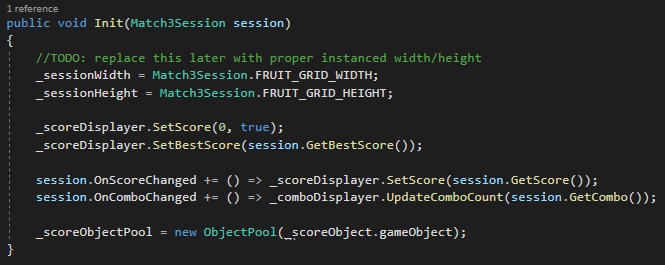 1 reference
public void Init(Match3Session session)
{
//TODO: replace this later with proper instanced width/height
_sessionWidth = Match3Session.FRUIT_GRID_WIDTH;
_sessionHeight = Match3Session.FRUIT_GRID_HEIGHT;
_scoreDisplayer.SetScore(0, true);
_scoreDisplayer.SetBestScore(session.GetBestScore());
session.OnScoreChanged += () => _scoreDisplayer.SetScore(session.GetScore());
session.OnComboChanged += () => _comboDisplayer.UpdateComboCount(session.GetCombo());
_scoreObjectPool = new ObjectPool(_scoreObject.gameObject);
}